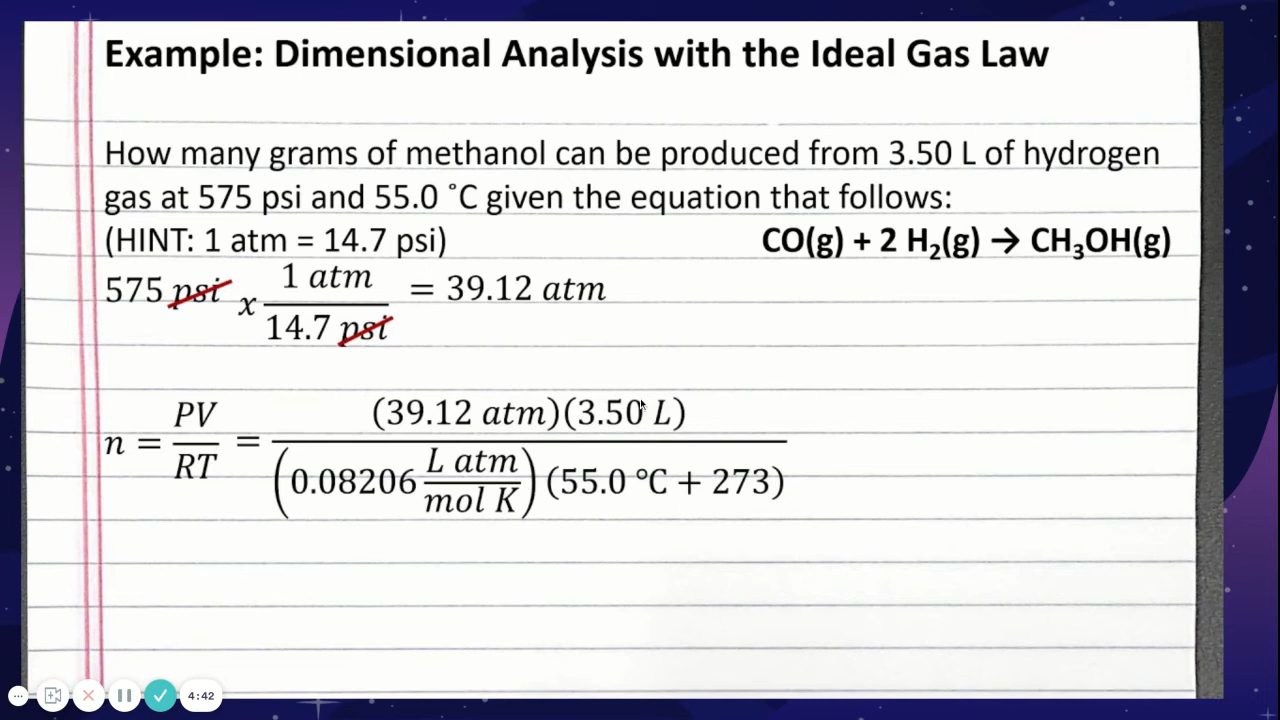 Example: Dimensional Analysis with the Ideal Gas Law
How many grams of methanol can be produced from 3.50 L of hydrogen
gas at 575 psi and 55.0 ˚C given the equation that follows:
(HINT: 1 atm = 14.7 psi) CO(g) + 2 H₂(g) → CH₃OH(g)
575 psi x 1 atm / 14.7 psi = 39.12 atm
n = PV / RT = (39.12 atm)(3.50 L) / (0.08206 L atm / mol K) (55.0 ℃ + 273)
4:42